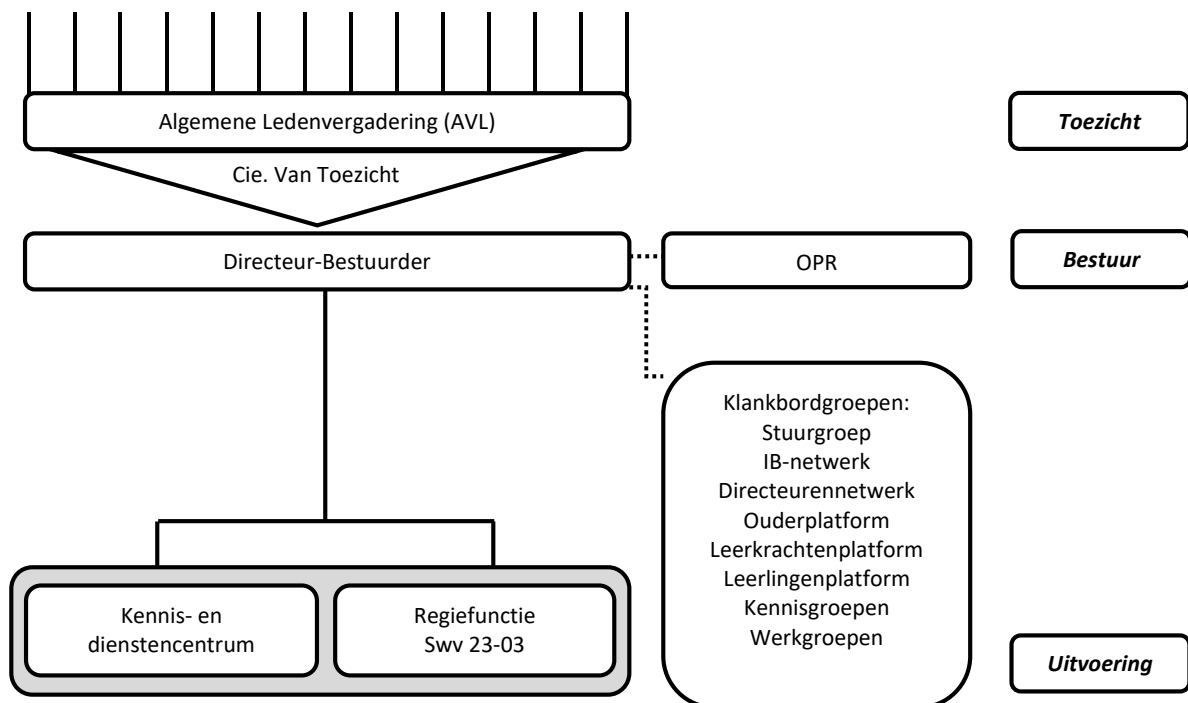 Algemene Ledenvergadering (AVL)
Toezicht
Cie. Van Toezicht
Directeur-Bestuurder
OPR
Bestuur
Klankbordgroepen:
Stuurgroep
IB-netwerk
Directeurennetwerk
Ouderplatform
Leerkrachtenplatform
Leerlingenplatform
Kennisgroepen
Werkgroepen
Kennis- en
dienstencentrum
Regiefunctie
Swv 23-03
Uitvoering